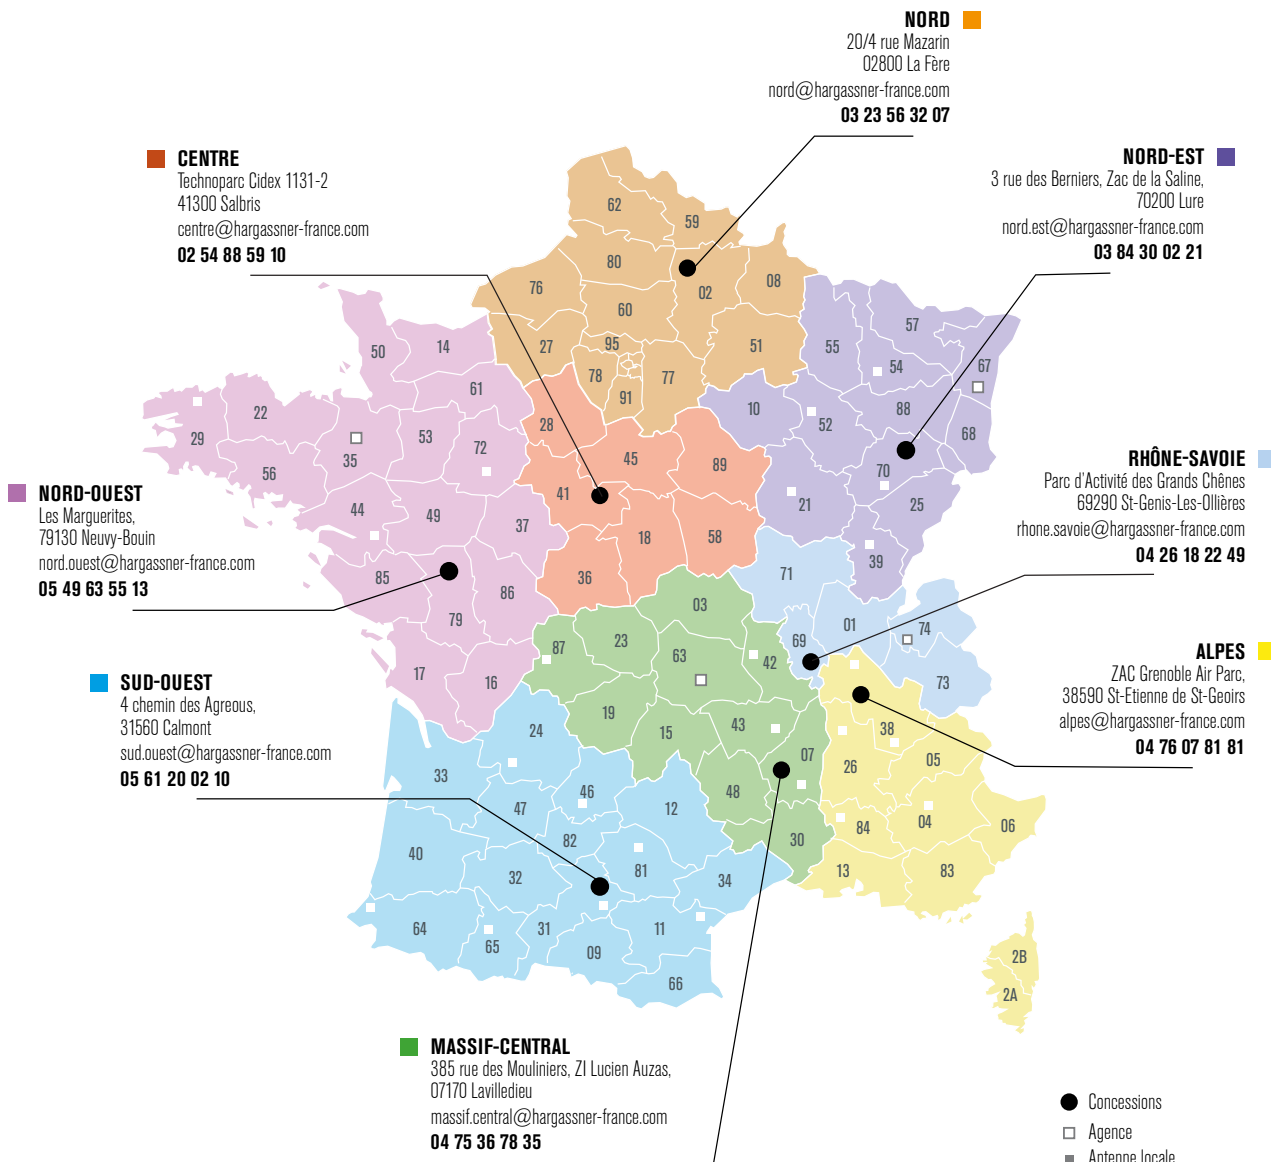 NORD
20/4 rue Mazarin
02800 La Fère
nord@hargassner-france.com
03 23 56 32 07
CENTRE
Technoparc Cidex 1131-2
41300 Salbris
centre@hargassner-france.com
02 54 88 59 10
NORD-EST
3 rue des Berniers, Zac de la Saline,
70200 Lure
nord.est@hargassner-france.com
03 84 30 02 21
NORD-OUEST
Les Marguerites,
79130 Neuvy-Bouin
nord.ouest@hargassner-france.com
05 49 63 55 13
RHÔNE-SAVOIE
Parc d'Activité des Grands Chênes
69290 St-Genis-Les-Ollières
rhone.savoie@hargassner-france.com
04 26 18 22 49
SUD-OUEST
4 chemin des Agreous,
31560 Calmont
sud.ouest@hargassner-france.com
05 61 20 02 10
ALPES
ZAC Grenoble Air Parc,
38590 St-Etienne de St-Geoirs
alpes@hargassner-france.com
04 76 07 81 81
MASSIF-CENTRAL
385 rue des Mouliniers, ZI Lucien Auzas,
07170 Lavilledieu
massif.central@hargassner-france.com
04 75 36 78 35
62
59
80
76
02
08
60
27
95
51
78
77
91
50
14
61
22
29
53
72
35
56
44
49
37
85
86
79
17
16
28
45
89
41
18
58
36
55
57
54
67
10
52
88
68
70
21
25
39
71
01
74
69
73
03
23
87
63
42
19
15
43
07
48
30
38
05
26
84
04
06
13
83
2B
2A
24
33
46
47
12
82
40
32
81
34
64
65
31
09
11
66
Concessions
Agence
Antenne locale